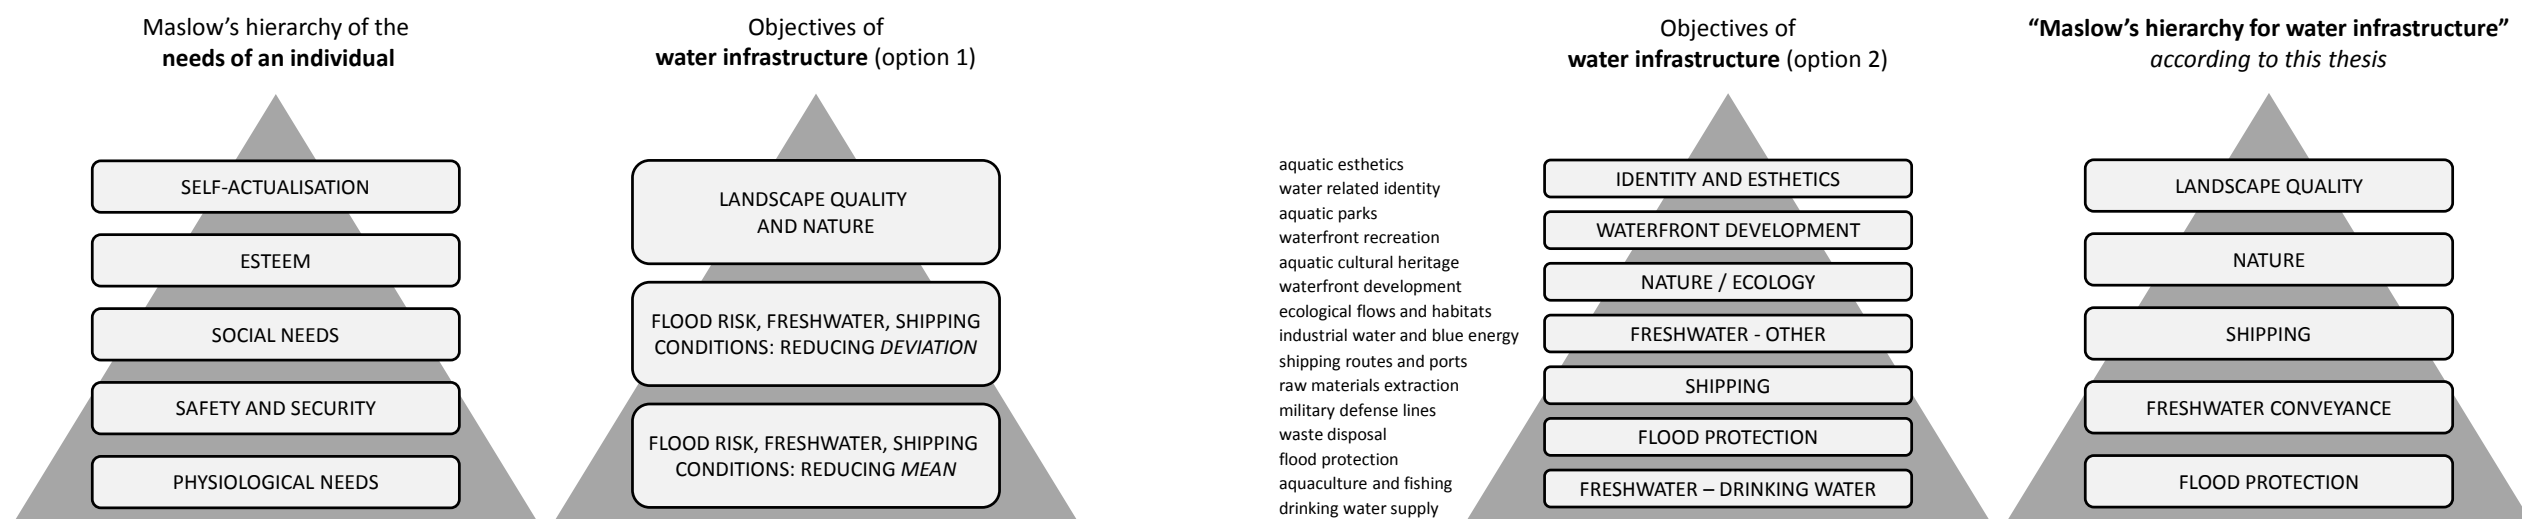 Maslow’s hierarchy of the
needs of an individual
SELF-ACTUALISATION
ESTEEM
SOCIAL NEEDS
SAFETY AND SECURITY
PHYSIOLOGICAL NEEDS
Objectives of
water infrastructure (option 1)
LANDSCAPE QUALITY
AND NATURE
FLOOD RISK, FRESHWATER, SHIPPING
CONDITIONS: REDUCING DEVIATION
FLOOD RISK, FRESHWATER, SHIPPING
CONDITIONS: REDUCING MEAN
aquatic esthetics
water related identity
aquatic parks
waterfront recreation
aquatic cultural heritage
waterfront development
ecological flows and habitats
industrial water and blue energy
shipping routes and ports
raw materials extraction
military defense lines
waste disposal
flood protection
aquaculture and fishing
drinking water supply
Objectives of
water infrastructure (option 2)
IDENTITY AND ESTHETICS
WATERFRONT DEVELOPMENT
NATURE / ECOLOGY
FRESHWATER - OTHER
SHIPPING
FLOOD PROTECTION
FRESHWATER – DRINKING WATER
“Maslow’s hierarchy for water infrastructure”
according to this thesis
LANDSCAPE QUALITY
NATURE
SHIPPING
FRESHWATER CONVEYANCE
FLOOD PROTECTION